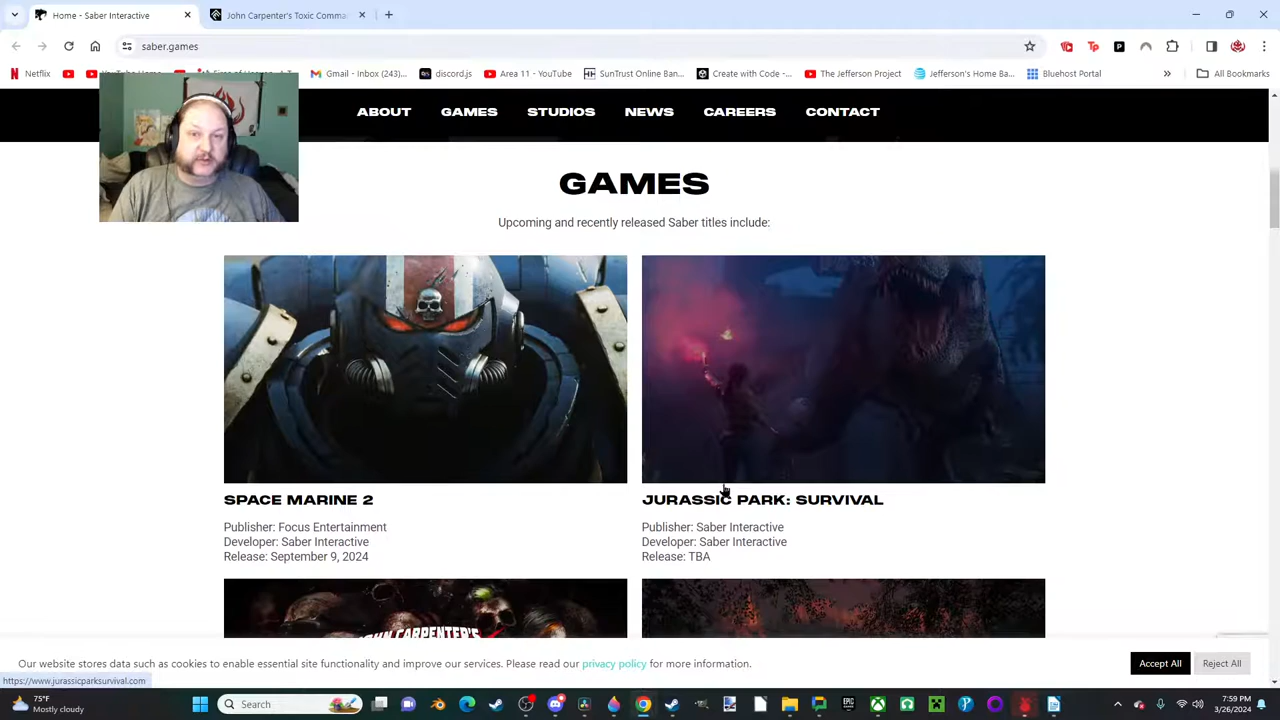 Home - Saber Interactive
John Carpenter's Toxic Comma
saber.games
Netflix
YouTube Home
Gmail - Inbox (243)...
discord.js
Area 11 - YouTube
SunTrust Online Ban...
Create with Code -...
The Jefferson Project
Jefferson's Home Ba...
Bluehost Portal
All Bookmarks
ABOUT GAMES STUDIOS NEWS CAREERS CONTACT
GAMES
Upcoming and recently released Saber titles include:
SPACE MARINE 2
Publisher: Focus Entertainment
Developer: Saber Interactive
Release: September 9, 2024
JURASSIC PARK: SURVIVAL
Publisher: Saber Interactive
Developer: Saber Interactive
Release: TBA
JOHN CARPENTER'S
Our website stores data such as cookies to enable essential site functionality and improve our services. Please read our privacy policy for more information.
Accept All
Reject All
https://www.jurassicparksurvival.com
75°F
Mostly cloudy
Search
7:59 PM
3/26/2024